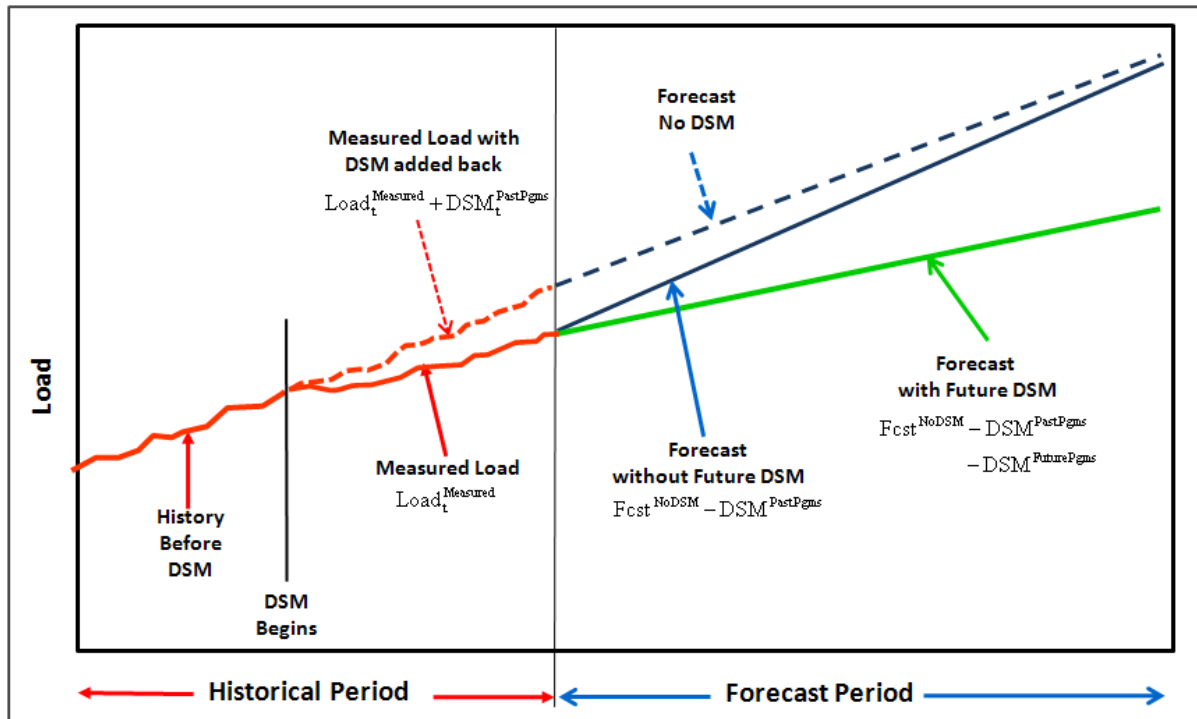 Forecast
No DSM
Measured Load with
DSM added back
Load_t^Measured + DSM_t^PastPgms
Load
Forecast
with Future DSM
Fcst^NoDSM − DSM^PastPgms
− DSM^FuturePgms
Forecast
without Future DSM
Fcst^NoDSM − DSM^PastPgms
Measured Load
Load_t^Measured
History
Before
DSM
DSM
Begins
Historical Period
Forecast Period